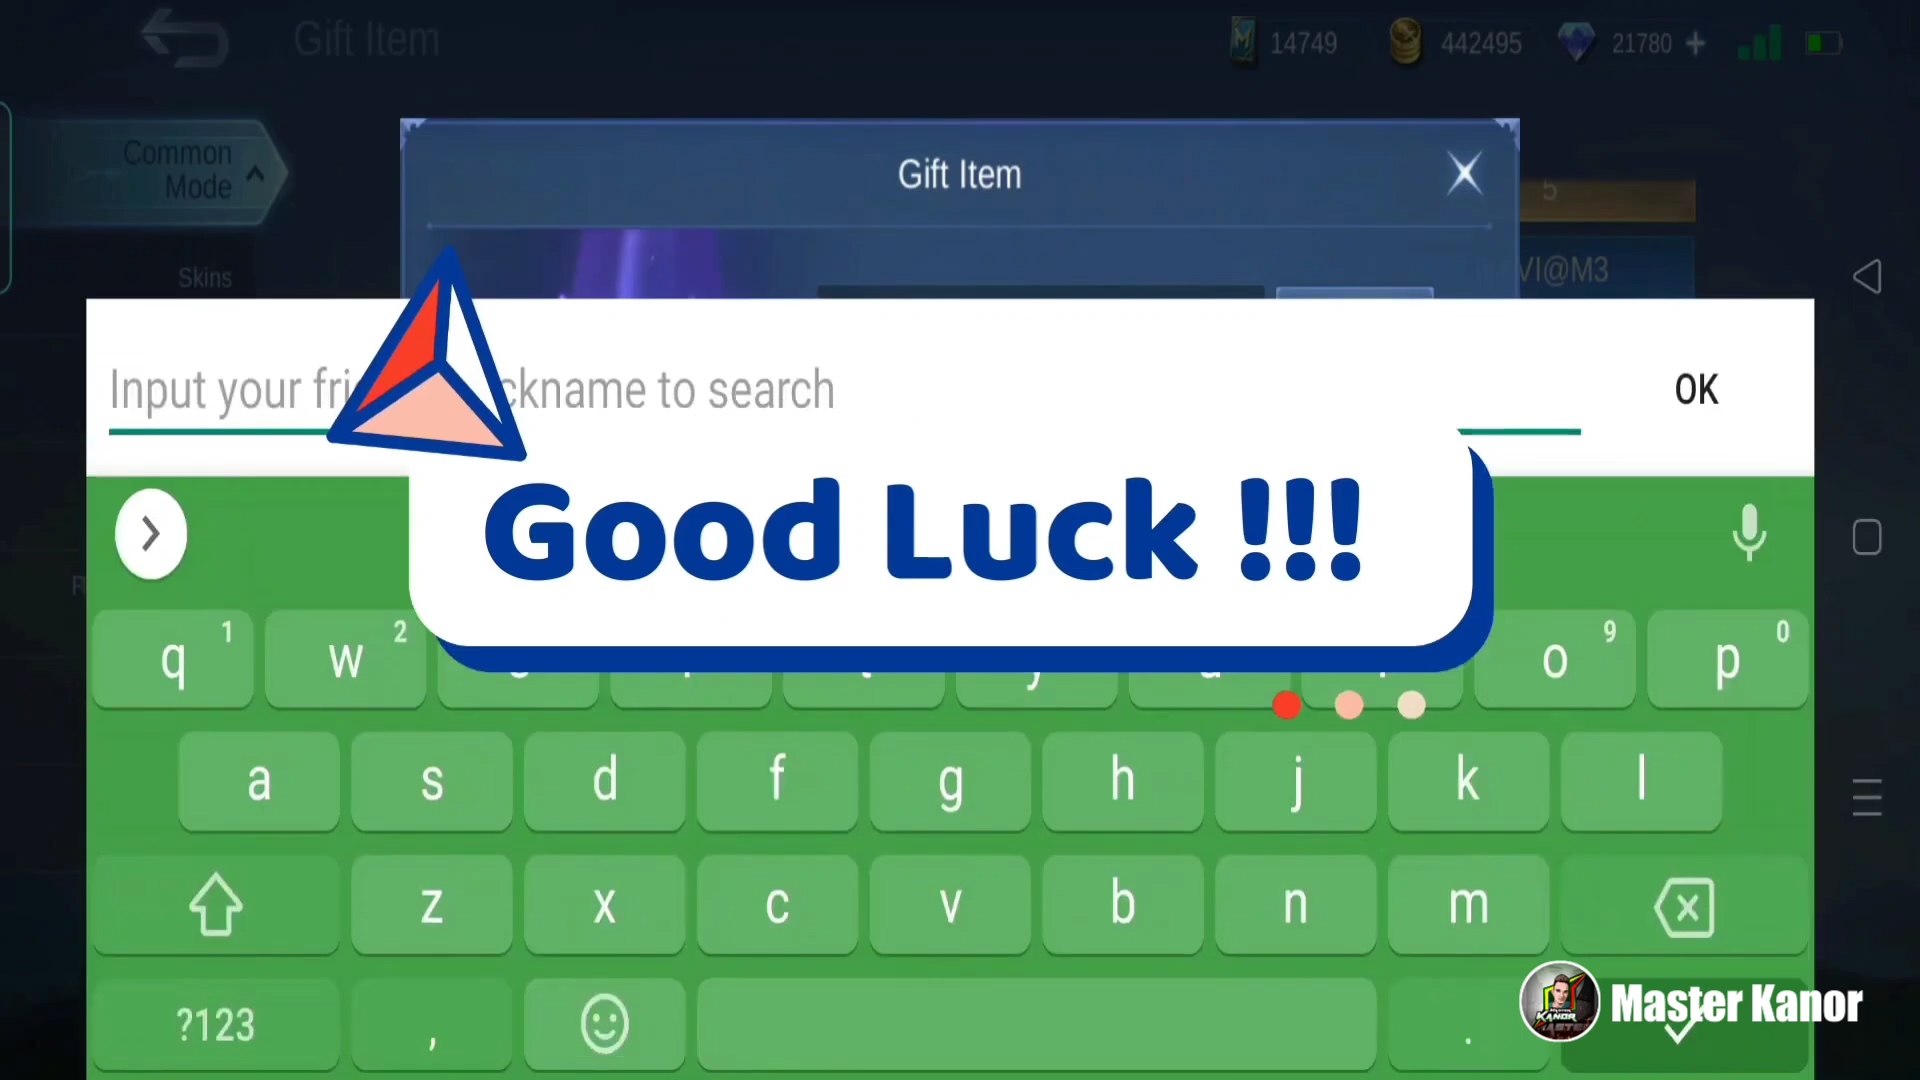 Gift Item
14749
442495
21780
Common
Mode
Gift Item
5
VI@M3
Skins
Input your
ckname to search
OK
Good Luck !!!
q 1
w 2
o 9
p 0
a s d f g h j k l
z x c v b n m
?123 , .
Master Kanor